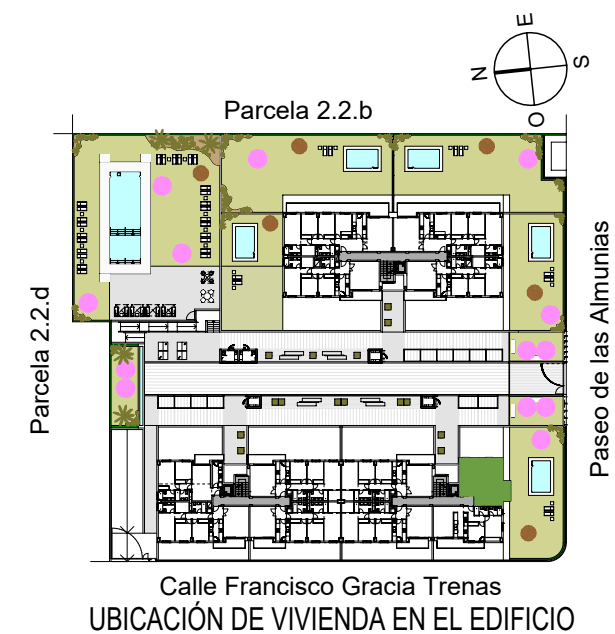 E
N
S
O
Parcela 2.2.b
Parcela 2.2.d
Paseo de las Almunias
Calle Francisco Gracia Trenas
UBICACIÓN DE VIVIENDA EN EL EDIFICIO